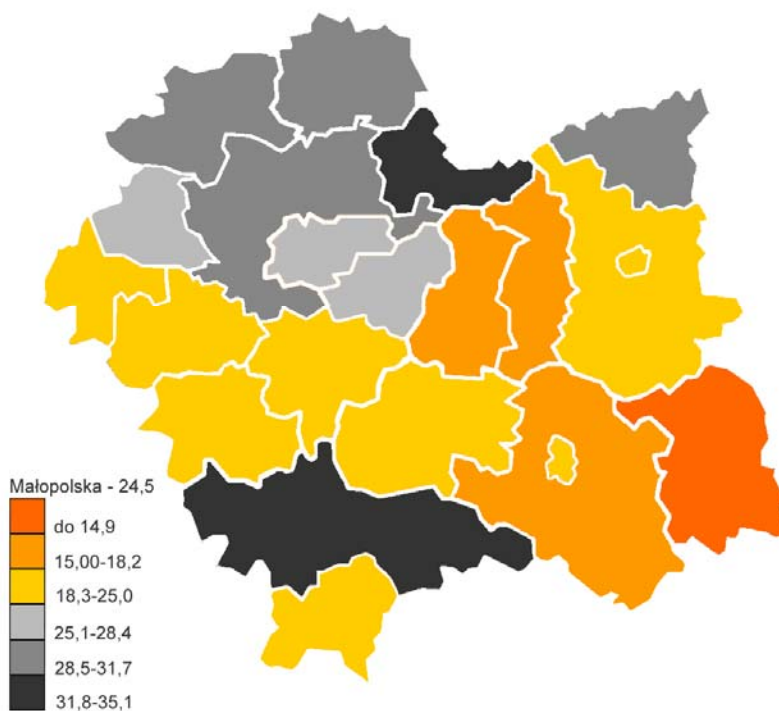 Małopolska - 24,5
do 14,9
15,00-18,2
18,3-25,0
25,1-28,4
28,5-31,7
31,8-35,1